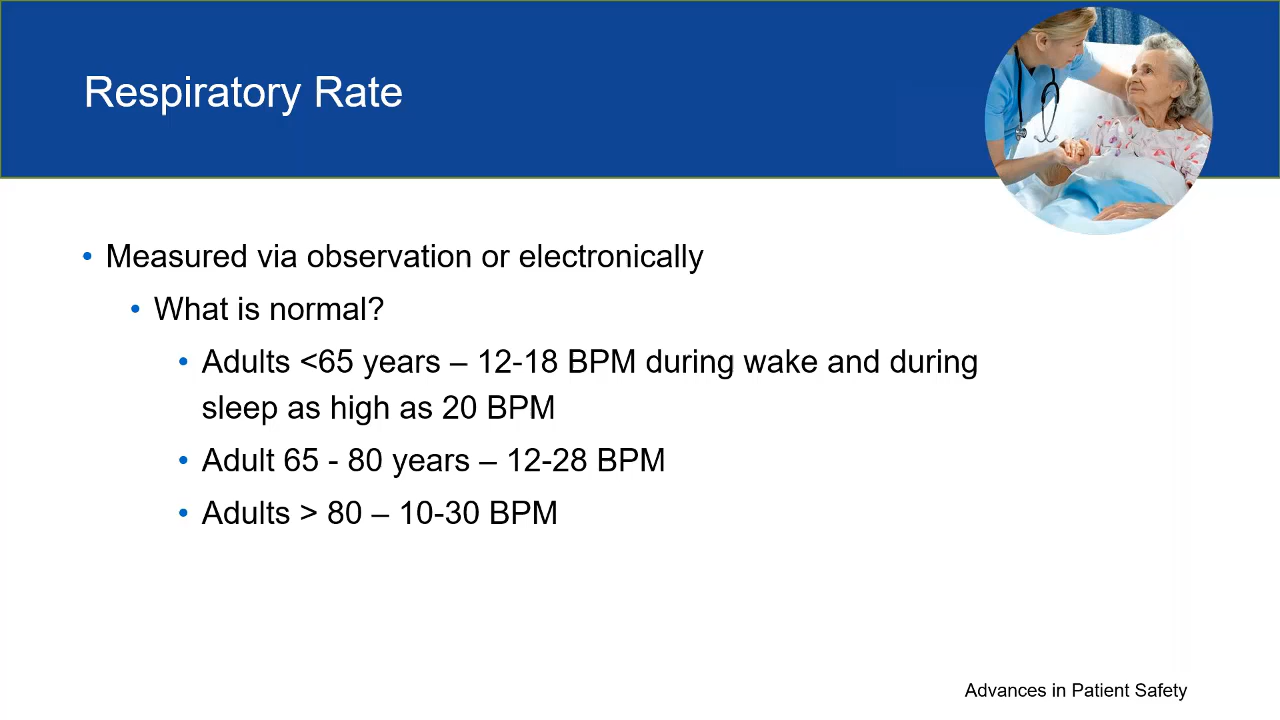 Respiratory Rate
• Measured via observation or electronically
• What is normal?
• Adults <65 years – 12-18 BPM during wake and during
sleep as high as 20 BPM
• Adult 65 - 80 years – 12-28 BPM
• Adults > 80 – 10-30 BPM
Advances in Patient Safety